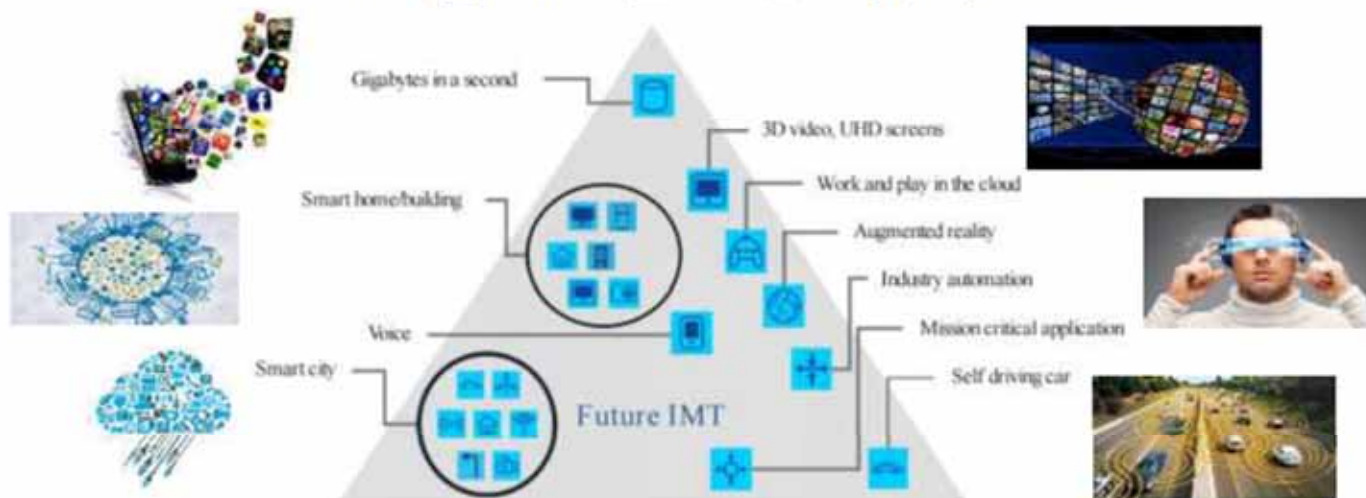 Gigabytes in a second
3D video, UHD screens
Smart home/building
Work and play in the cloud
Augmented reality
Industry automation
Voice
Mission critical application
Smart city
Self driving car
Future IMT